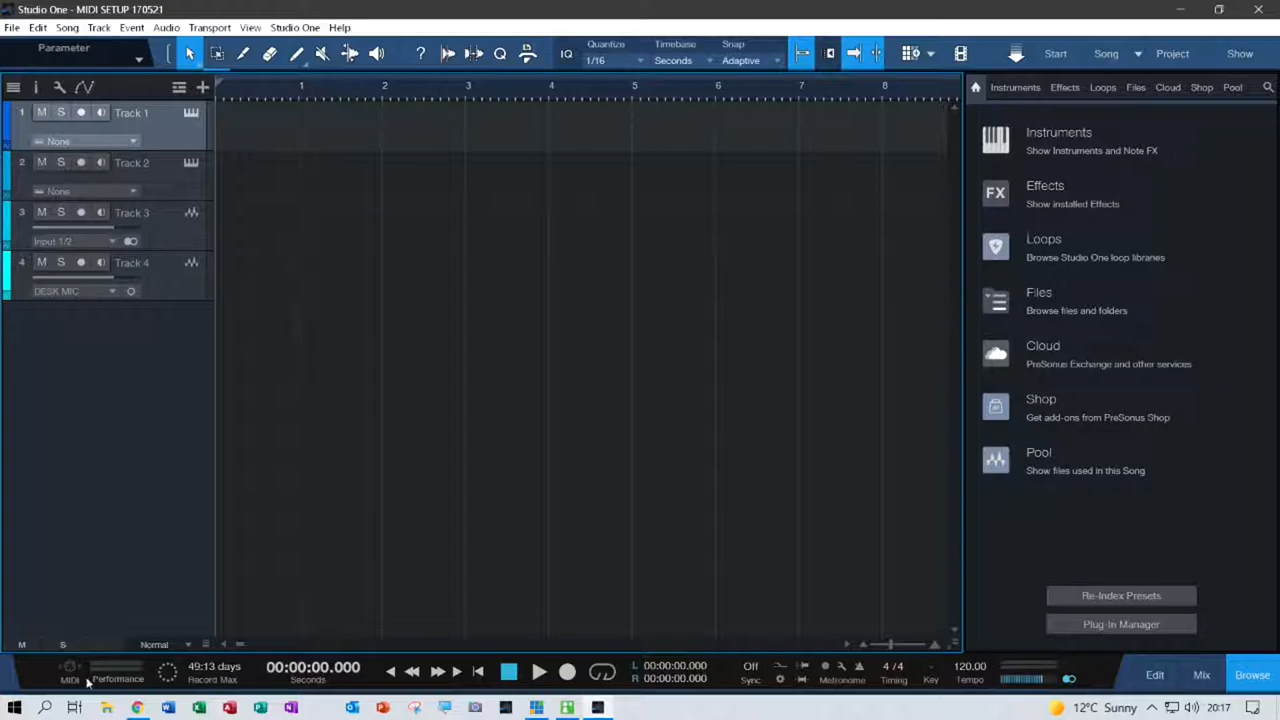 Studio One - MIDI SETUP 170521
File Edit Song Track Event Audio Transport View Studio One Help
Parameter
? IQ
Quantize
1/16
Timebase
Seconds
Snap
Adaptive
Start Song Project Show
1 2 3 4 5 6 7 8
Instruments Effects Loops Files Cloud Shop Pool
1 M S Track 1
None
2 M S Track 2
None
3 M S Track 3
Input 1/2
4 M S Track 4
DESK MIC
Instruments
Show Instruments and Note FX
FX
Effects
Show installed Effects
Loops
Browse Studio One loop libraries
Files
Browse files and folders
Cloud
PreSonus Exchange and other services
Shop
Get add-ons from PreSonus Shop
Pool
Show files used in this Song
Re-Index Presets
Plug-In Manager
M S Normal
MIDI
Performance
49:13 days
Record Max
00:00:00.000
Seconds
L 00:00:00.000
R 00:00:00.000
Off
Sync
Metronome
4 / 4
Timing
-
Key
120.00
Tempo
Edit Mix Browse
12°C Sunny 20:17